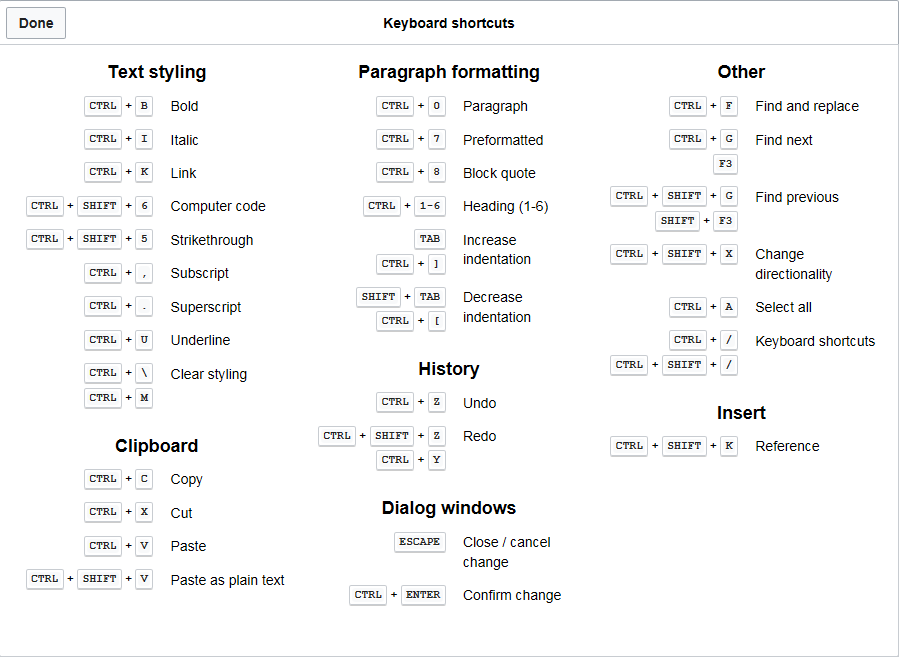 Done
Keyboard shortcuts
Text styling
CTRL + B Bold
CTRL + I Italic
CTRL + K Link
CTRL + SHIFT + 6 Computer code
CTRL + SHIFT + 5 Strikethrough
CTRL + , Subscript
CTRL + . Superscript
CTRL + U Underline
CTRL + \ Clear styling
CTRL + M
Clipboard
CTRL + C Copy
CTRL + X Cut
CTRL + V Paste
CTRL + SHIFT + V Paste as plain text
Paragraph formatting
CTRL + 0 Paragraph
CTRL + 7 Preformatted
CTRL + 8 Block quote
CTRL + 1-6 Heading (1-6)
TAB Increase
CTRL + ] indentation
SHIFT + TAB Decrease
CTRL + [ indentation
History
CTRL + Z Undo
CTRL + SHIFT + Z Redo
CTRL + Y
Dialog windows
ESCAPE Close / cancel
change
CTRL + ENTER Confirm change
Other
CTRL + F Find and replace
CTRL + G Find next
F3
CTRL + SHIFT + G Find previous
SHIFT + F3
CTRL + SHIFT + X Change
directionality
CTRL + A Select all
CTRL + / Keyboard shortcuts
CTRL + SHIFT + /
Insert
CTRL + SHIFT + K Reference